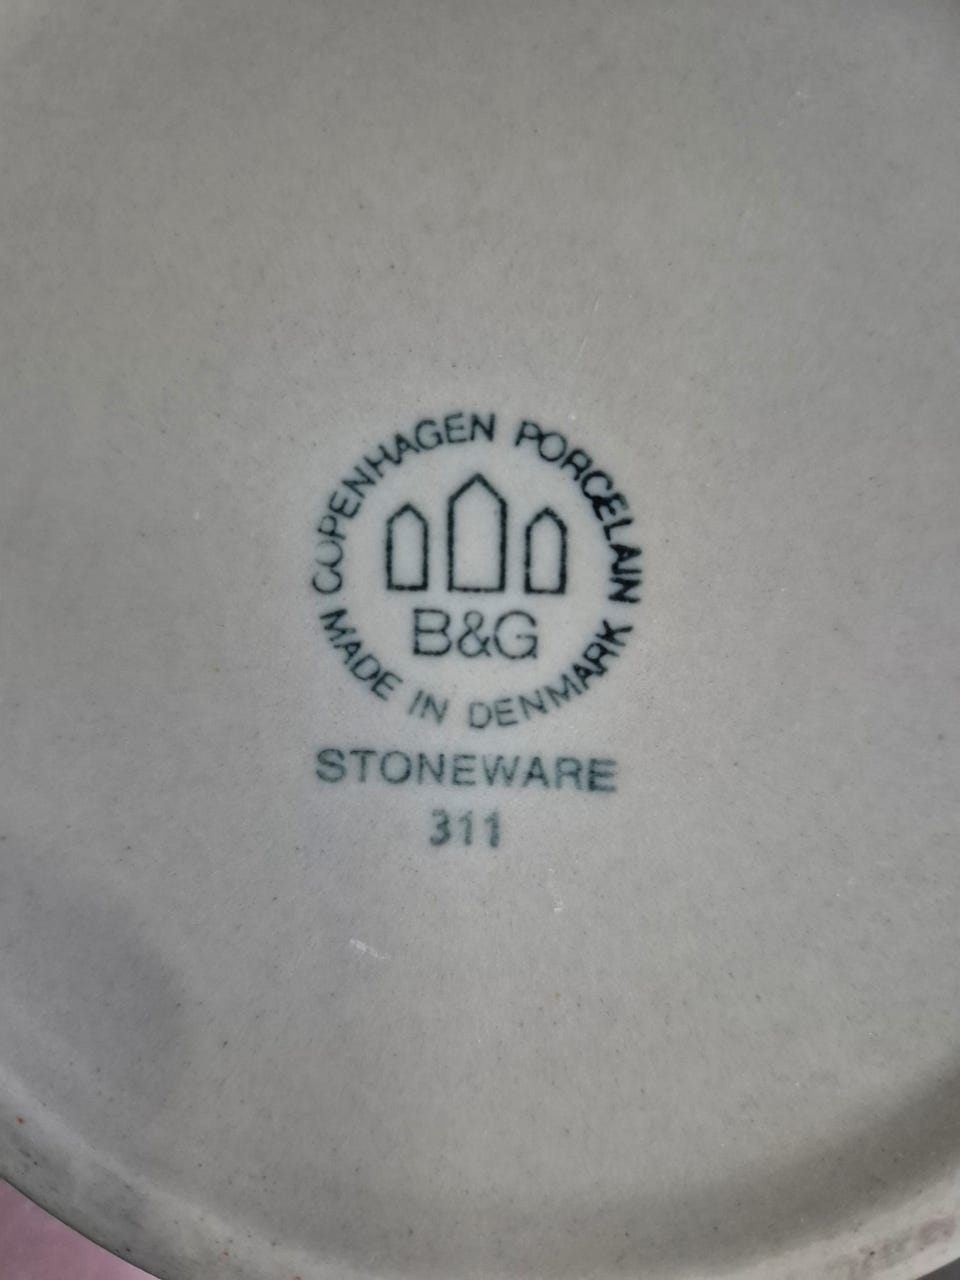 COPENHAGEN PORCELAIN
B&G
MADE IN DENMARK
STONEWARE
311